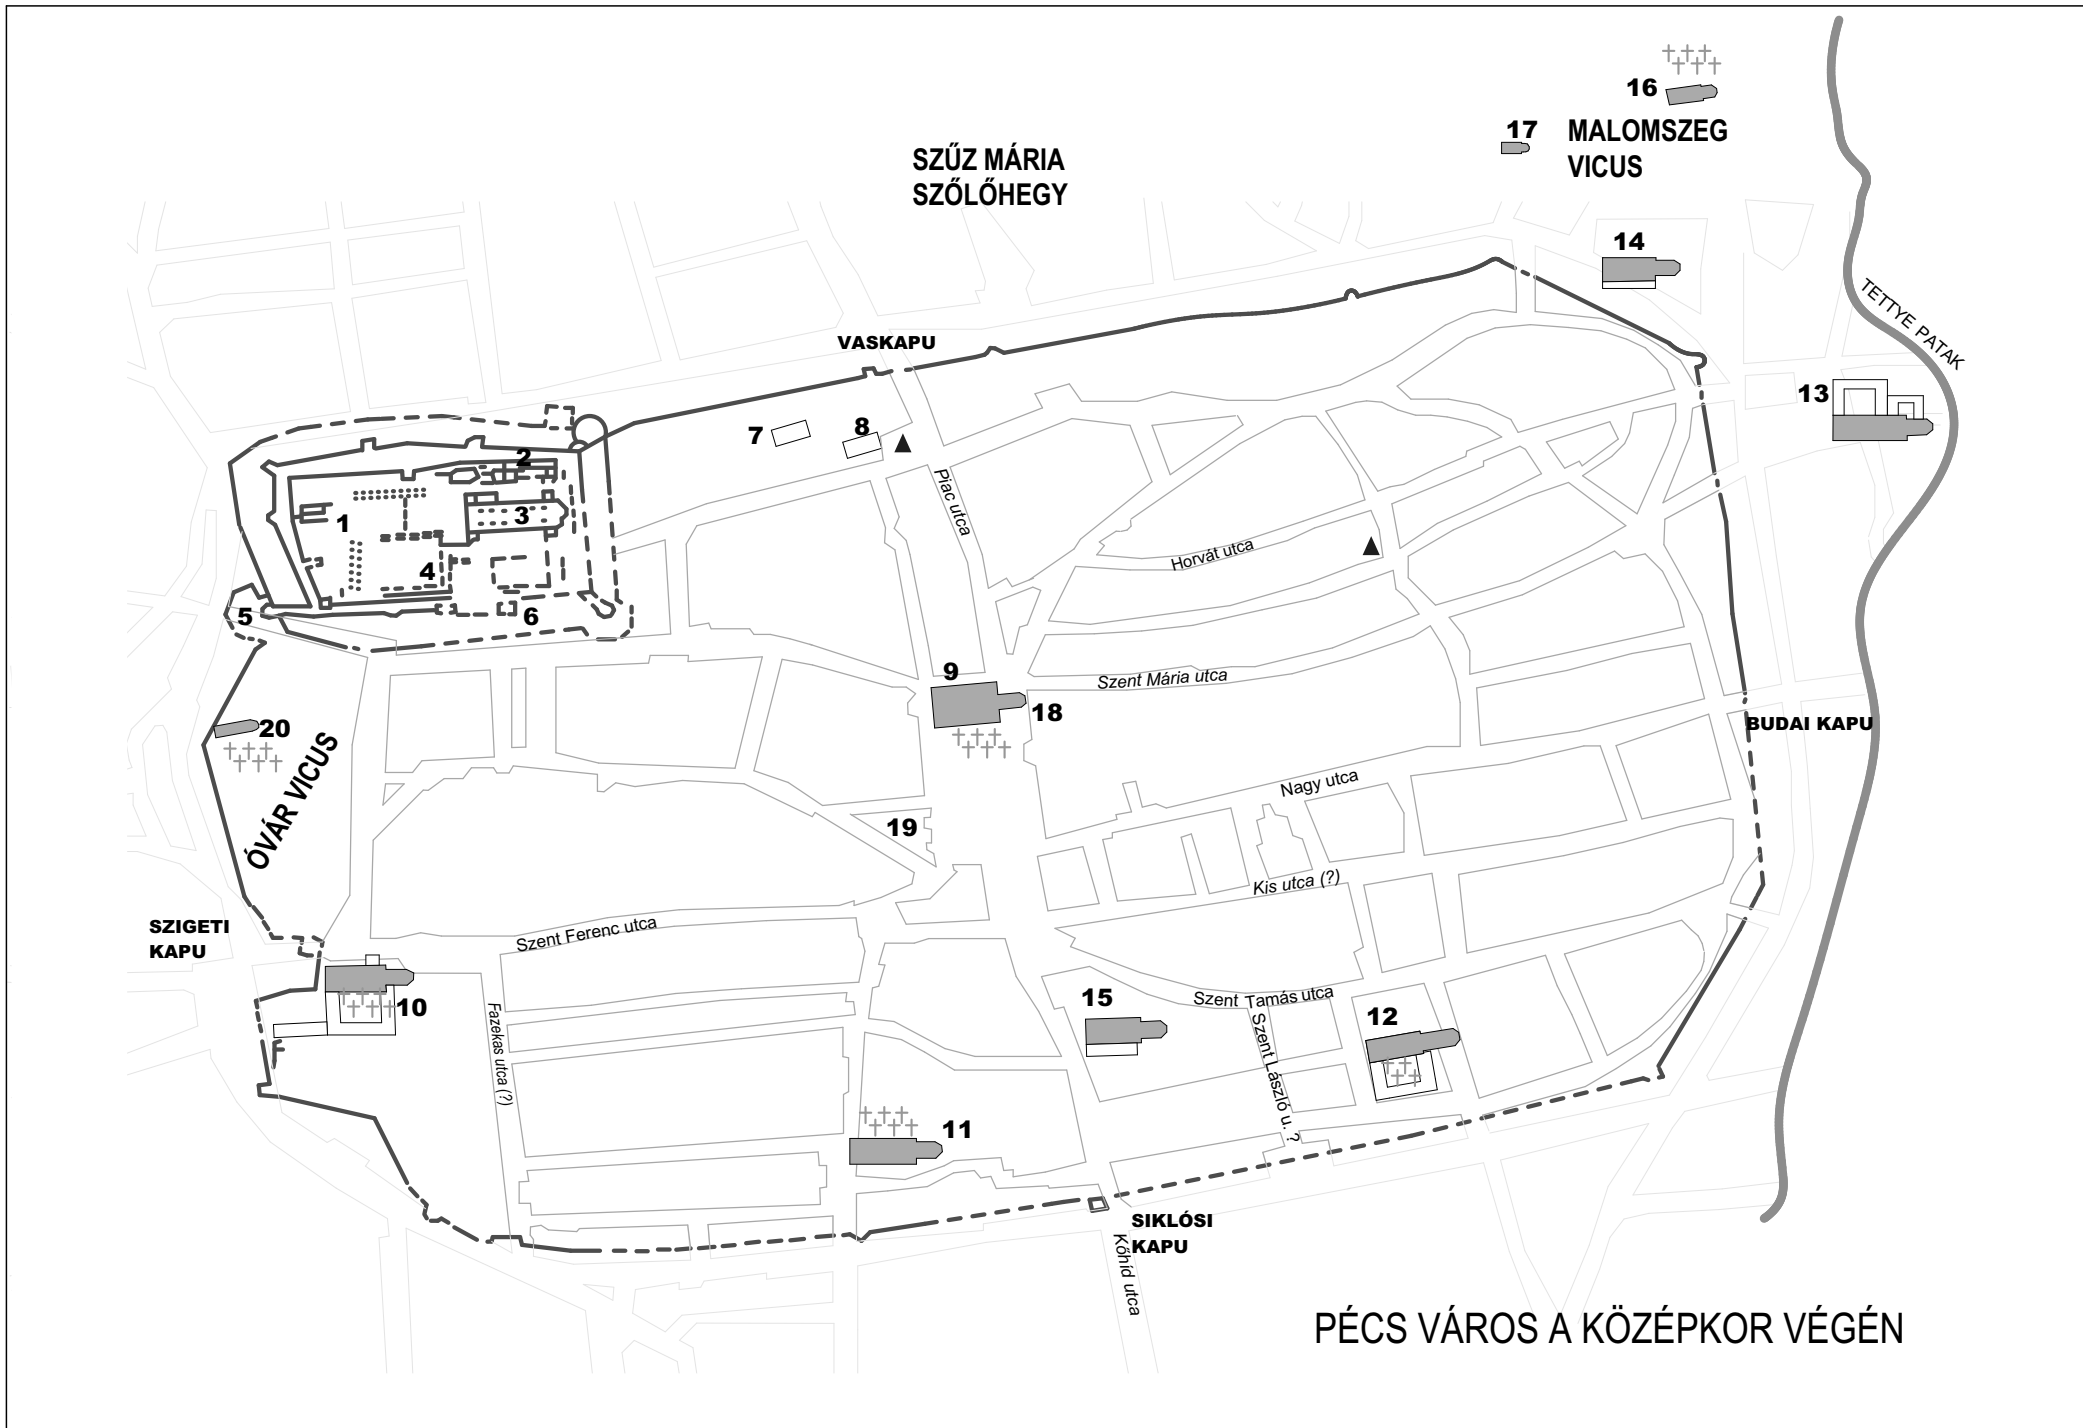 16
17
MALOMSZEG
VICUS
SZŰZ MÁRIA
SZŐLŐHEGY
14
TETTYE PATAK
VASKAPU
13
7
8
2
Piac utca
1
3
Horvát utca
4
5
6
9
Szent Mária utca
18
BUDAI KAPU
20
ÓVÁR VICUS
Nagy utca
19
Kis utca (?)
SZIGETI
KAPU
Szent Ferenc utca
10
Fazekas utca (?)
15
Szent Tamás utca
12
Szent László u. ?
11
SIKLÓSI
KAPU
Kőhíd utca
PÉCS VÁROS A KÖZÉPKOR VÉGÉN